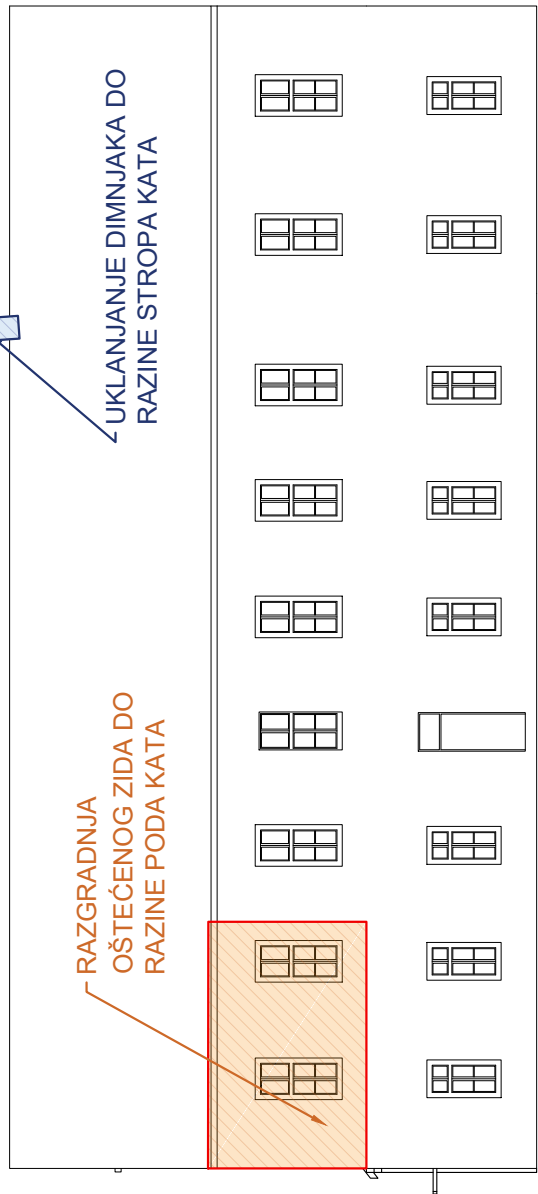 RAZGRADNJA
OŠTEĆENOG ZIDA DO
RAZINE PODA KATA
UKLANJANJE DIMNJAKA DO
RAZINE STROPA KATA